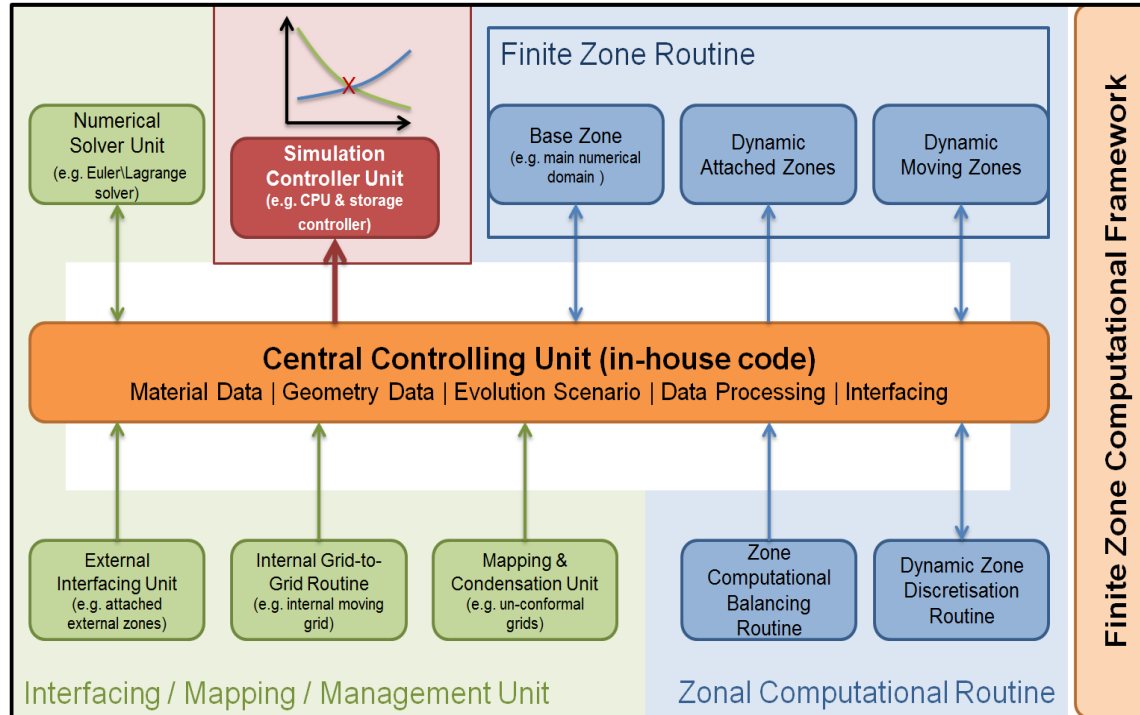 Finite Zone Routine
Numerical
Solver Unit
(e.g. Euler\Lagrange
solver)
X
Simulation
Controller Unit
(e.g. CPU & storage
controller)
Base Zone
(e.g. main numerical
domain )
Dynamic
Attached Zones
Dynamic
Moving Zones
Central Controlling Unit (in-house code)
Material Data | Geometry Data | Evolution Scenario | Data Processing | Interfacing
External
Interfacing Unit
(e.g. attached
external zones)
Internal Grid-to-
Grid Routine
(e.g. internal moving
grid)
Mapping &
Condensation Unit
(e.g. un-conformal
grids)
Zone
Computational
Balancing
Routine
Dynamic Zone
Discretisation
Routine
Interfacing / Mapping / Management Unit
Zonal Computational Routine
Finite Zone Computational Framework